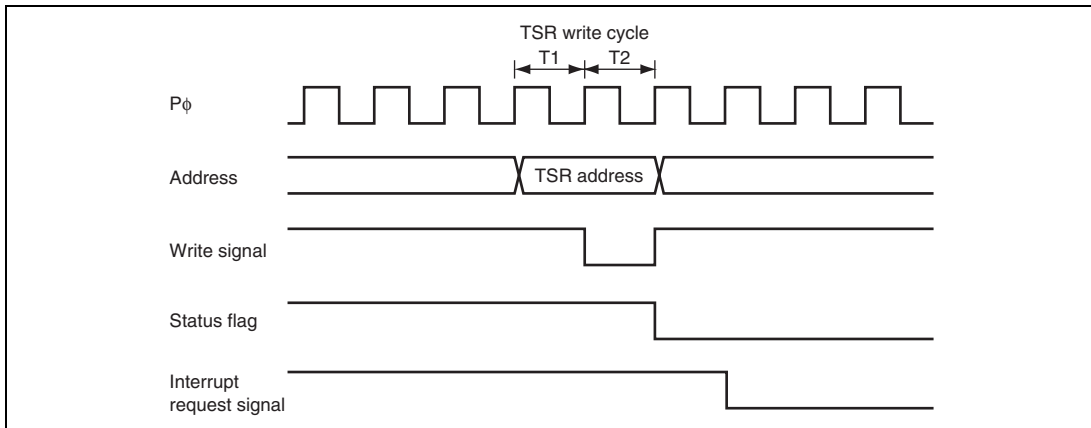 TSR write cycle
T1 T2
Pϕ
Address
TSR address
Write signal
Status flag
Interrupt
request signal